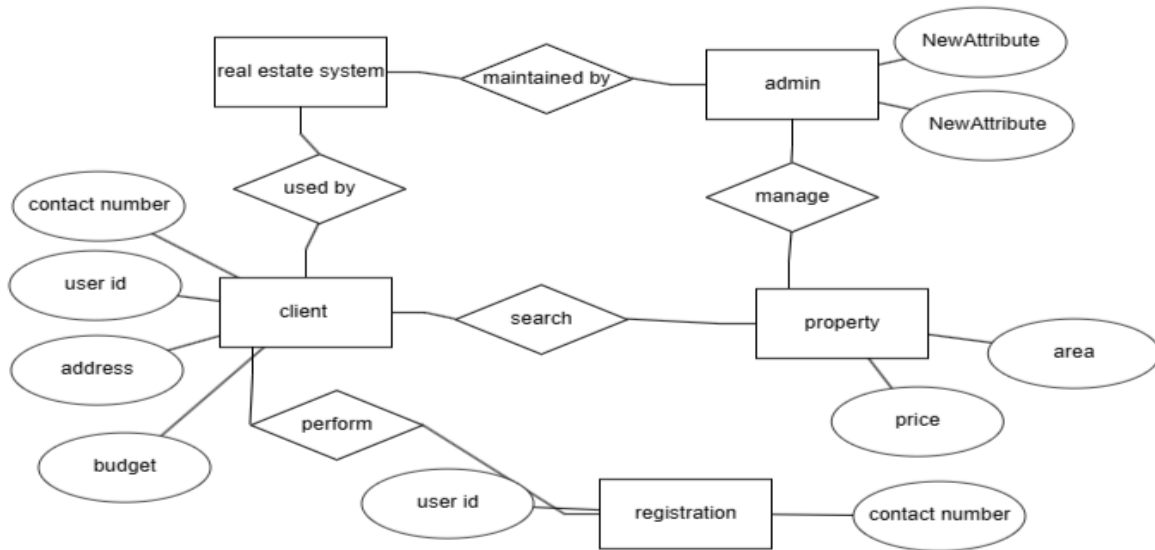 NewAttribute
real estate system
maintained by
admin
NewAttribute
used by
manage
contact number
user id
client
search
property
area
address
perform
price
budget
user id
registration
contact number